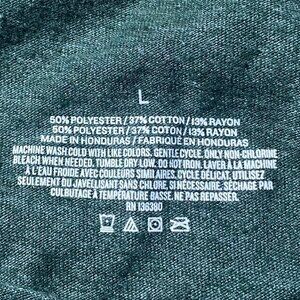 L
50% POLYESTER / 37% COTTON / 13% RAYON
50% POLYESTER / 37% COTON / 13% RAYON
MADE IN HONDURAS / FABRIQUÉ EN HONDURAS
MACHINE WASH COLD WITH LIKE COLORS. GENTLE CYCLE. ONLY NON-CHLORINE
BLEACH WHEN NEEDED. TUMBLE DRY LOW. DO NOT IRON. LAVER À LA MACHINE
À L'EAU FROIDE AVEC COULEURS SIMILAIRES. CYCLE DÉLICAT. UTILISEZ
SEULEMENT DU JAVELLISANT SANS CHLORE, SI NÉCESSAIRE. SÉCHAGE PAR
CULBUTAGE À TEMPÉRATURE BASSE. NE PAS REPASSER.
RN 136380